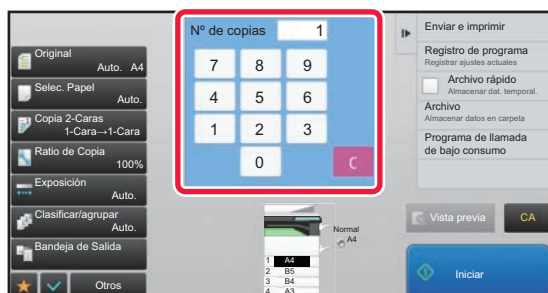 Original
Auto. A4
Selec. Papel
Auto.
Copia 2-Caras
1-Cara→1-Cara
Ratio de Copia
100%
Exposición
Auto.
Clasificar/agrupar
Auto.
Bandeja de Salida
Otros
Nº de copias 1
7 8 9
4 5 6
1 2 3
0 C
Normal
A4
1 A4
2 B5
3 B4
4 A3
Enviar e imprimir
Registro de programa
Registrar ajustes actuales
Archivo rápido
Almacenar dat. temporal.
Archivo
Almacenar datos en carpeta
Programa de llamada
de bajo consumo
Vista previa CA
Iniciar